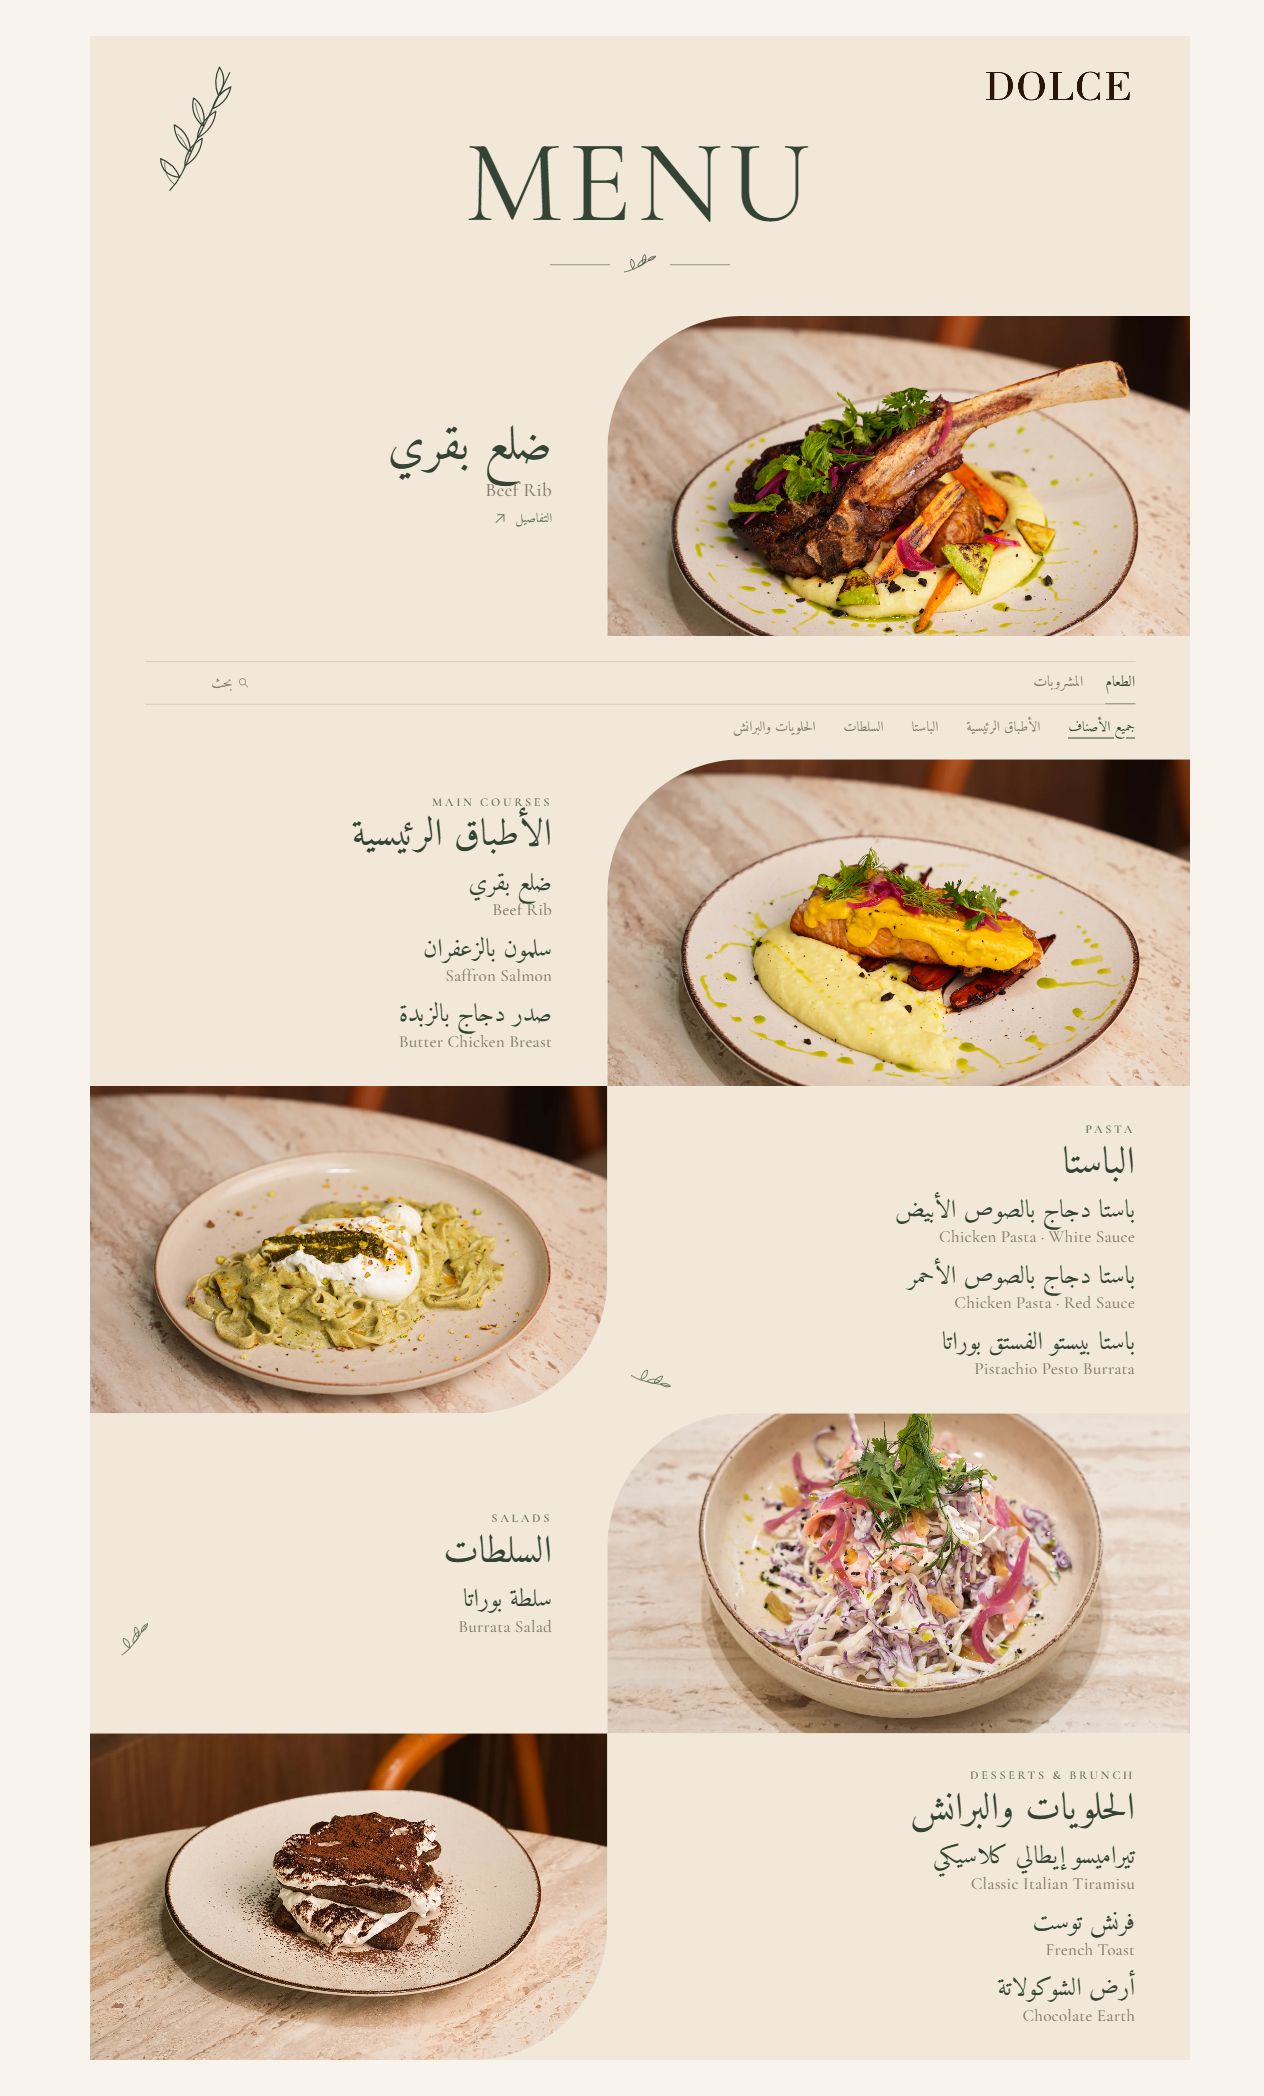 DOLCE
MENU
ضلع بقري
Beef Rib
التفاصيل
الطعام
المشروبات
بحث
جميع الأصناف
الأطباق الرئيسية
الباستا
السلطات
الحلويات والبرانش
MAIN COURSES
الأطباق الرئيسية
ضلع بقري
Beef Rib
سلمون بالزعفران
Saffron Salmon
صدر دجاج بالزبدة
Butter Chicken Breast
PASTA
الباستا
باستا دجاج بالصوص الأبيض
Chicken Pasta · White Sauce
باستا دجاج بالصوص الأحمر
Chicken Pasta · Red Sauce
باستا بيستو الفستق بوراتا
Pistachio Pesto Burrata
SALADS
السلطات
سلطة بوراتا
Burrata Salad
DESSERTS & BRUNCH
الحلويات والبرانش
تيراميسو إيطالي كلاسيكي
Classic Italian Tiramisu
فرنش توست
French Toast
أرض الشوكولاتة
Chocolate Earth